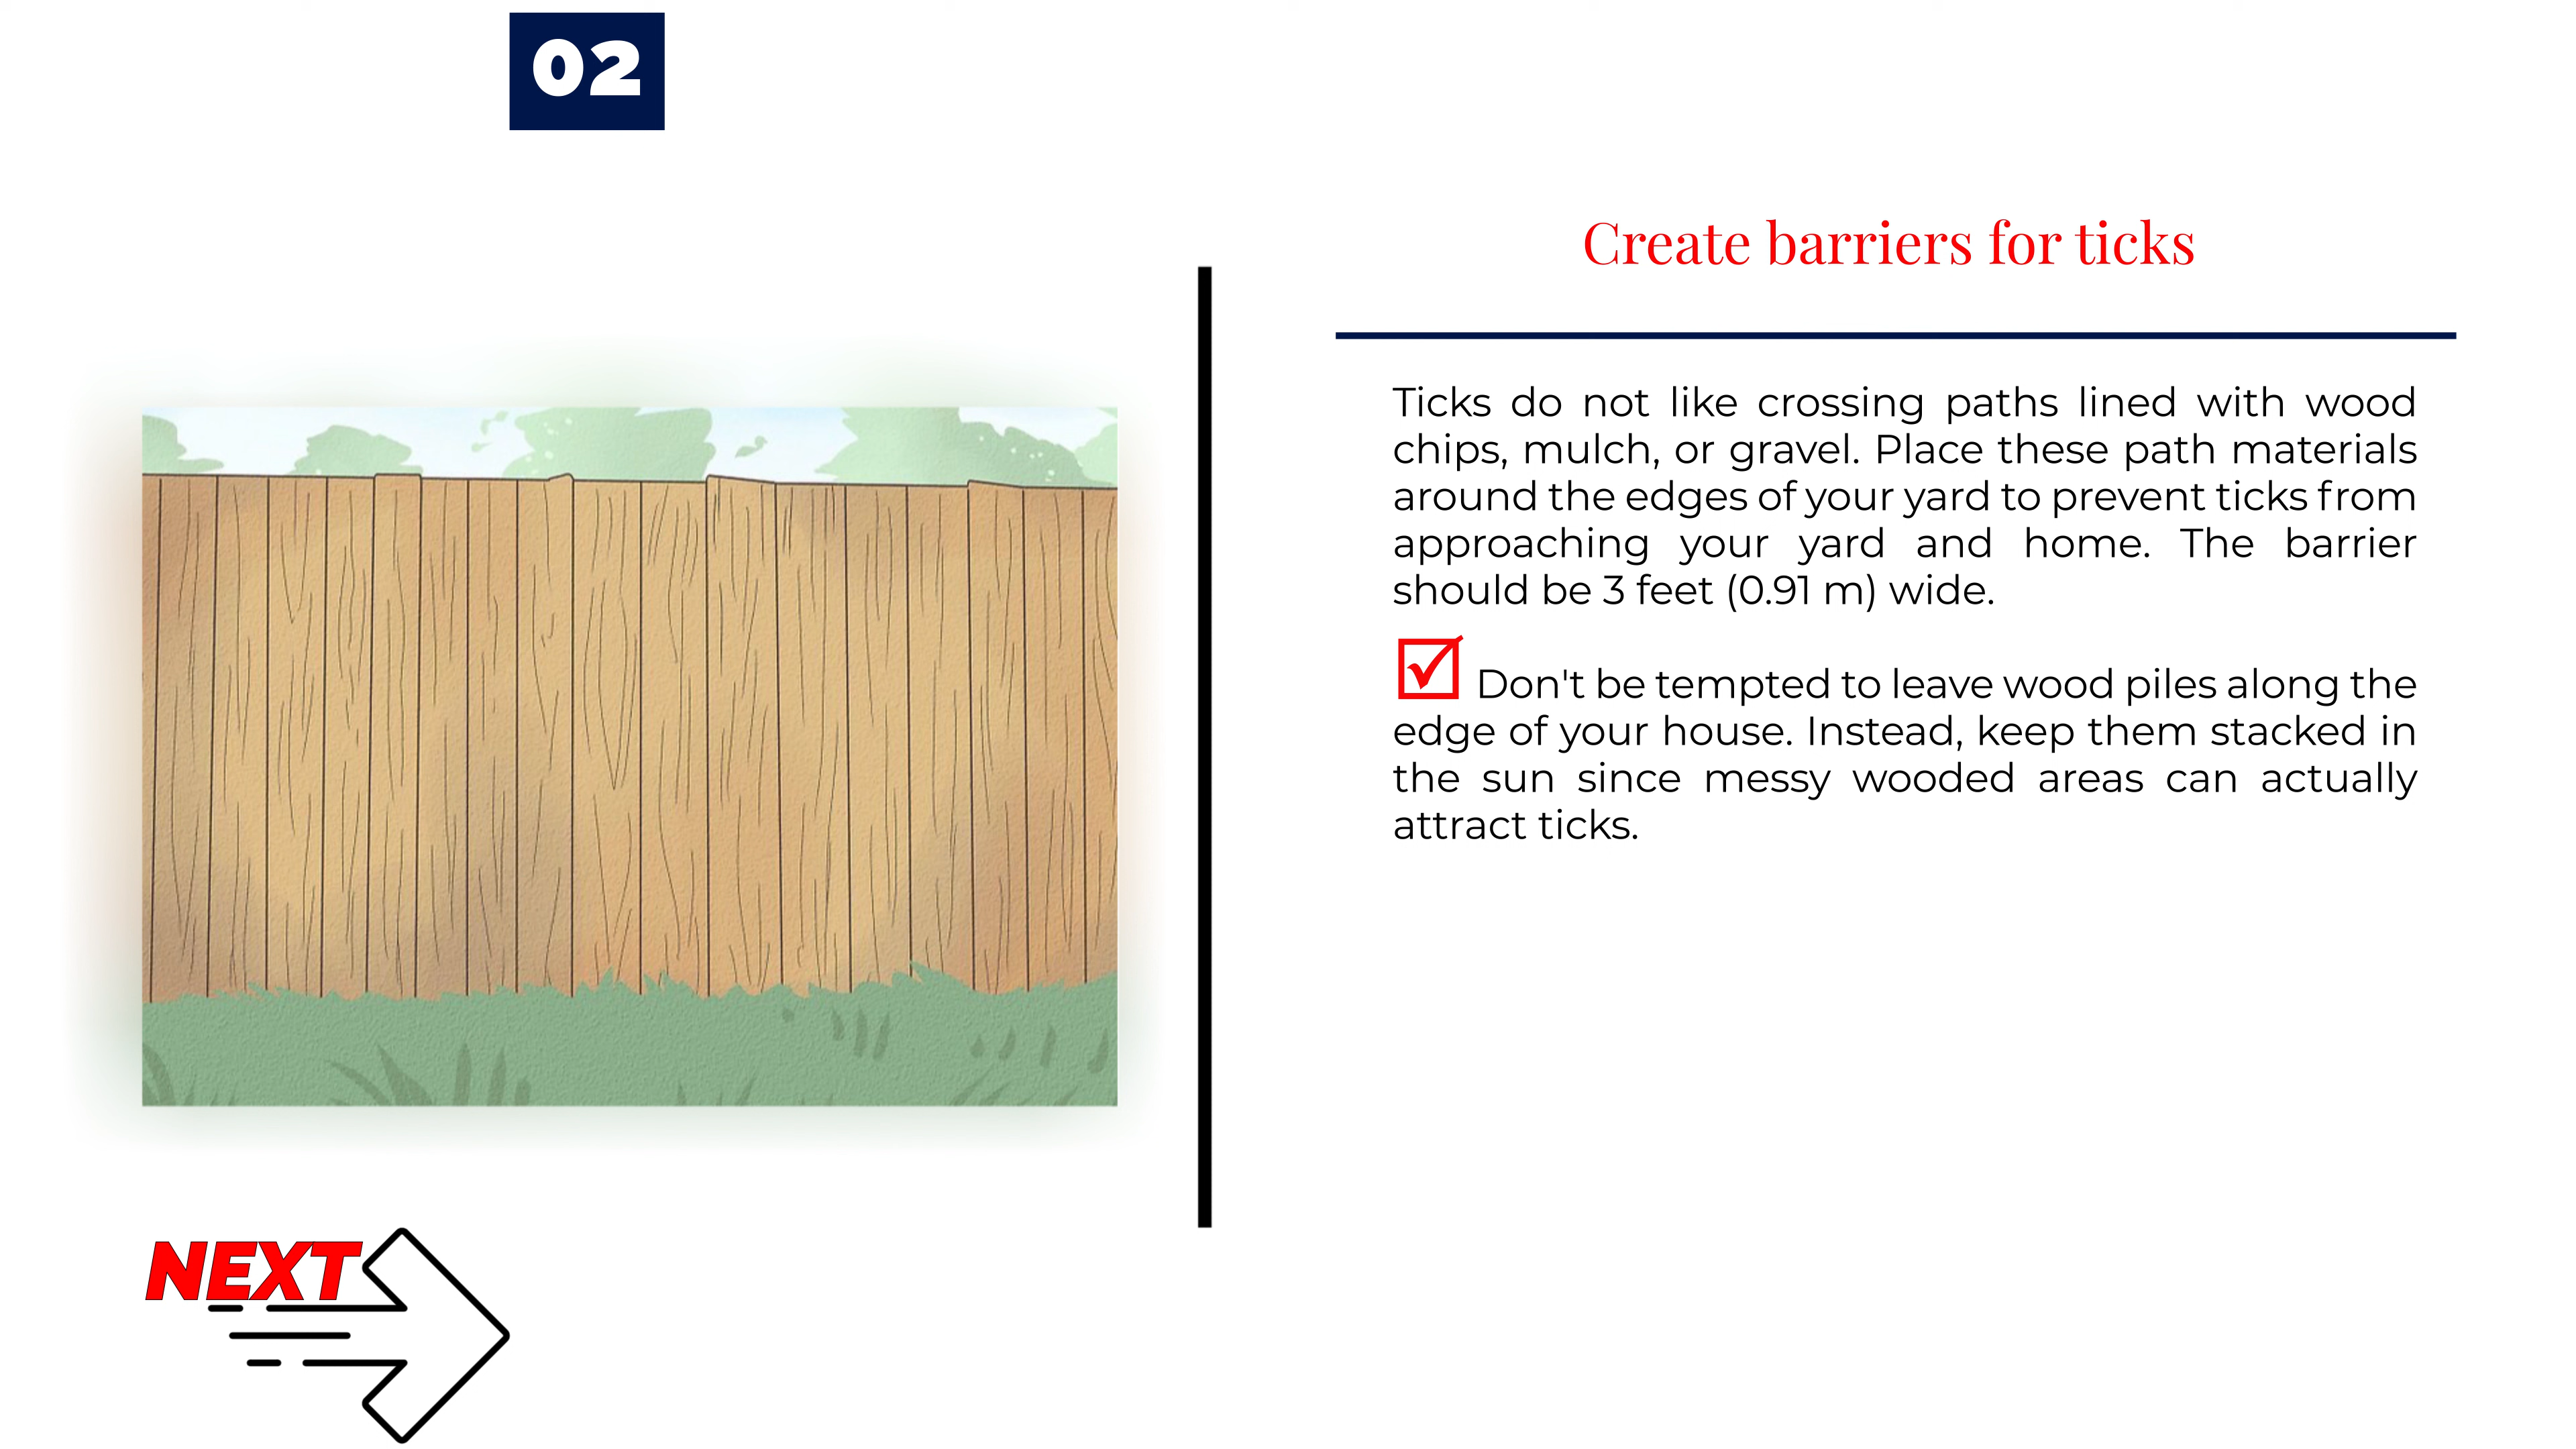 02
Create barriers for ticks
Ticks do not like crossing paths lined with wood
chips, mulch, or gravel. Place these path materials
around the edges of your yard to prevent ticks from
approaching your yard and home. The barrier
should be 3 feet (0.91 m) wide.
Don't be tempted to leave wood piles along the
edge of your house. Instead, keep them stacked in
the sun since messy wooded areas can actually
attract ticks.
NEXT